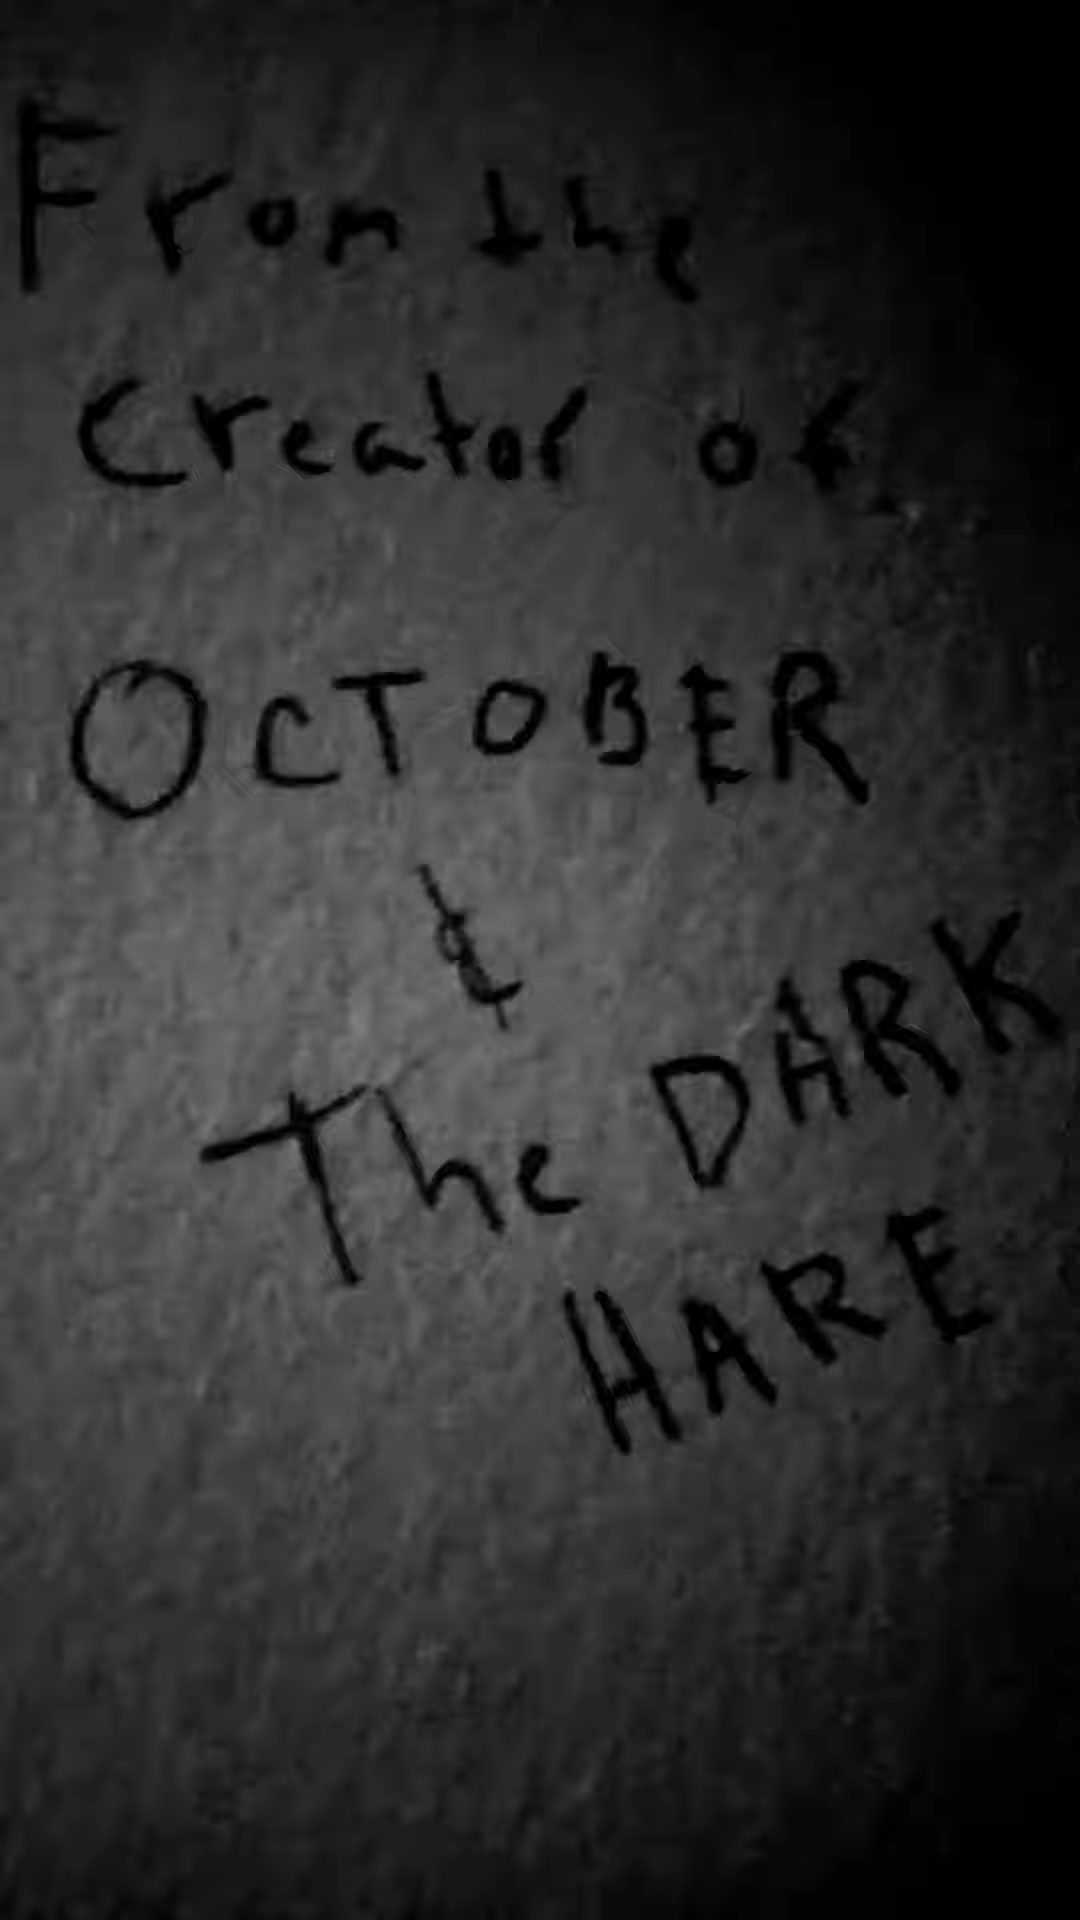 From the
Creator of
OCTOBER
&
The DARK
HARE